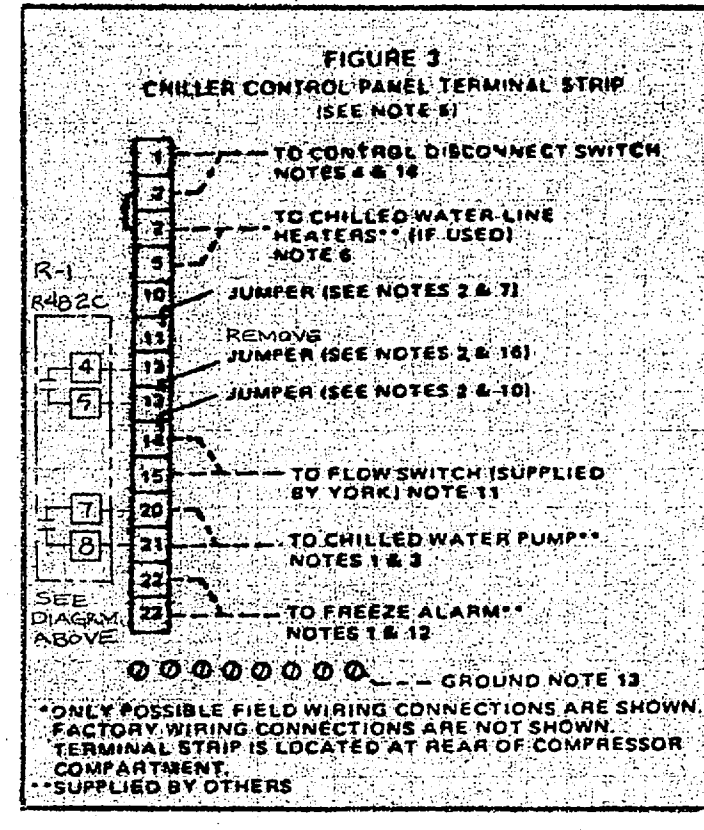 FIGURE 3
CHILLER CONTROL PANEL TERMINAL STRIP
(SEE NOTE 5)
1
TO CONTROL DISCONNECT SWITCH
NOTES 4 & 14
2
TO CHILLED WATER LINE
HEATERS** (IF USED)
NOTE 6
5
R-1
R482C
10
JUMPER (SEE NOTES 2 & 7)
11
REMOVE
JUMPER (SEE NOTES 2 & 16)
4
12
5
13
JUMPER (SEE NOTES 2 & 10)
14
15
TO FLOW SWITCH (SUPPLIED
BY YORK) NOTE 11
7
20
8
21
TO CHILLED WATER PUMP**
NOTES 1 & 3
22
SEE
DIAGRM.
ABOVE
TO FREEZE ALARM**
NOTES 1 & 12
GROUND NOTE 13
*ONLY POSSIBLE FIELD WIRING CONNECTIONS ARE SHOWN.
FACTORY WIRING CONNECTIONS ARE NOT SHOWN.
TERMINAL STRIP IS LOCATED AT REAR OF COMPRESSOR
COMPARTMENT.
**SUPPLIED BY OTHERS